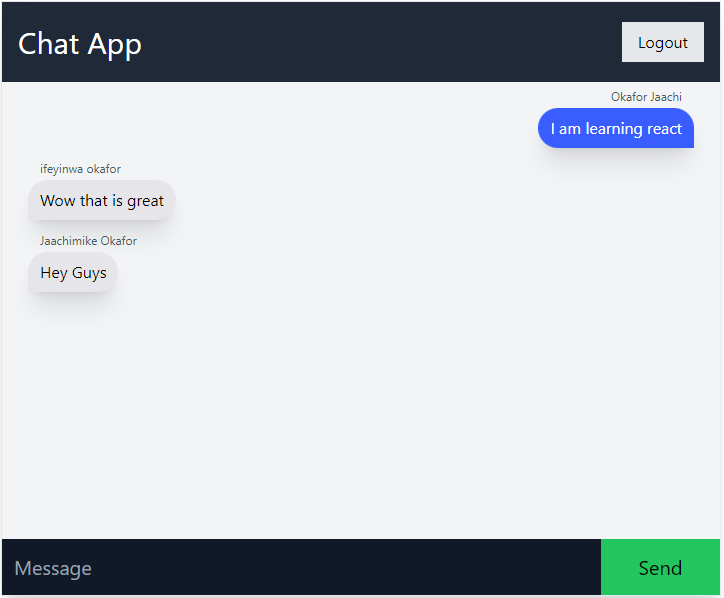 Chat App
Logout
Okafor Jaachi
I am learning react
ifeyinwa okafor
Wow that is great
Jaachimike Okafor
Hey Guys
Message
Send